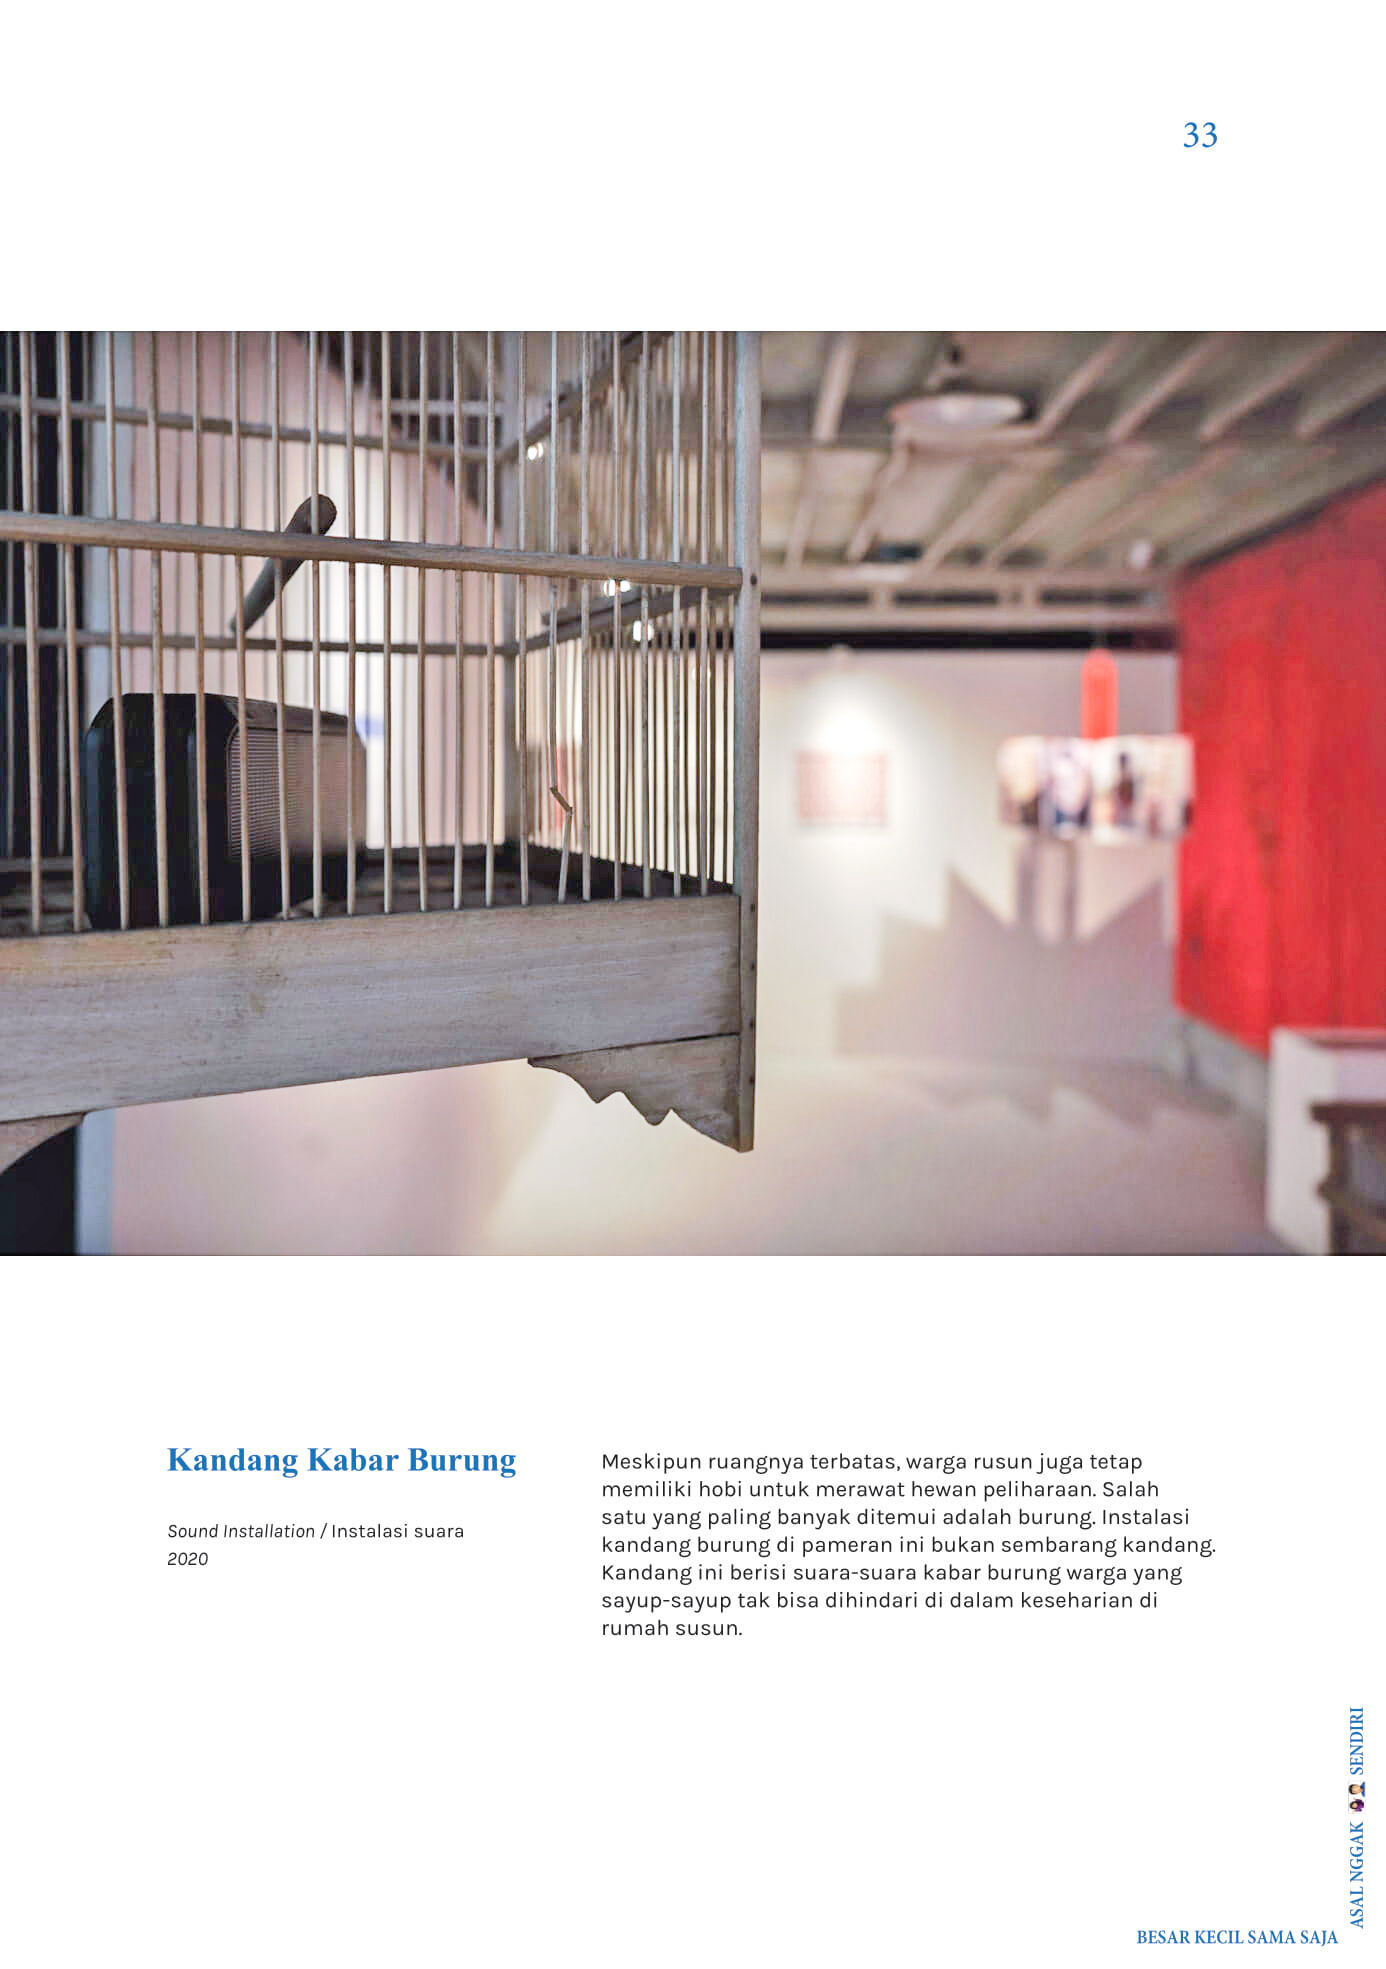 33
Kandang Kabar Burung
Sound Installation / Instalasi suara
2020
Meskipun ruangnya terbatas, warga rusun juga tetap
memiliki hobi untuk merawat hewan peliharaan. Salah
satu yang paling banyak ditemui adalah burung. Instalasi
kandang burung di pameran ini bukan sembarang kandang.
Kandang ini berisi suara-suara kabar burung warga yang
sayup-sayup tak bisa dihindari di dalam keseharian di
rumah susun.
BESAR KECIL SAMA SAJA
ASAL NGGAK SENDIRI